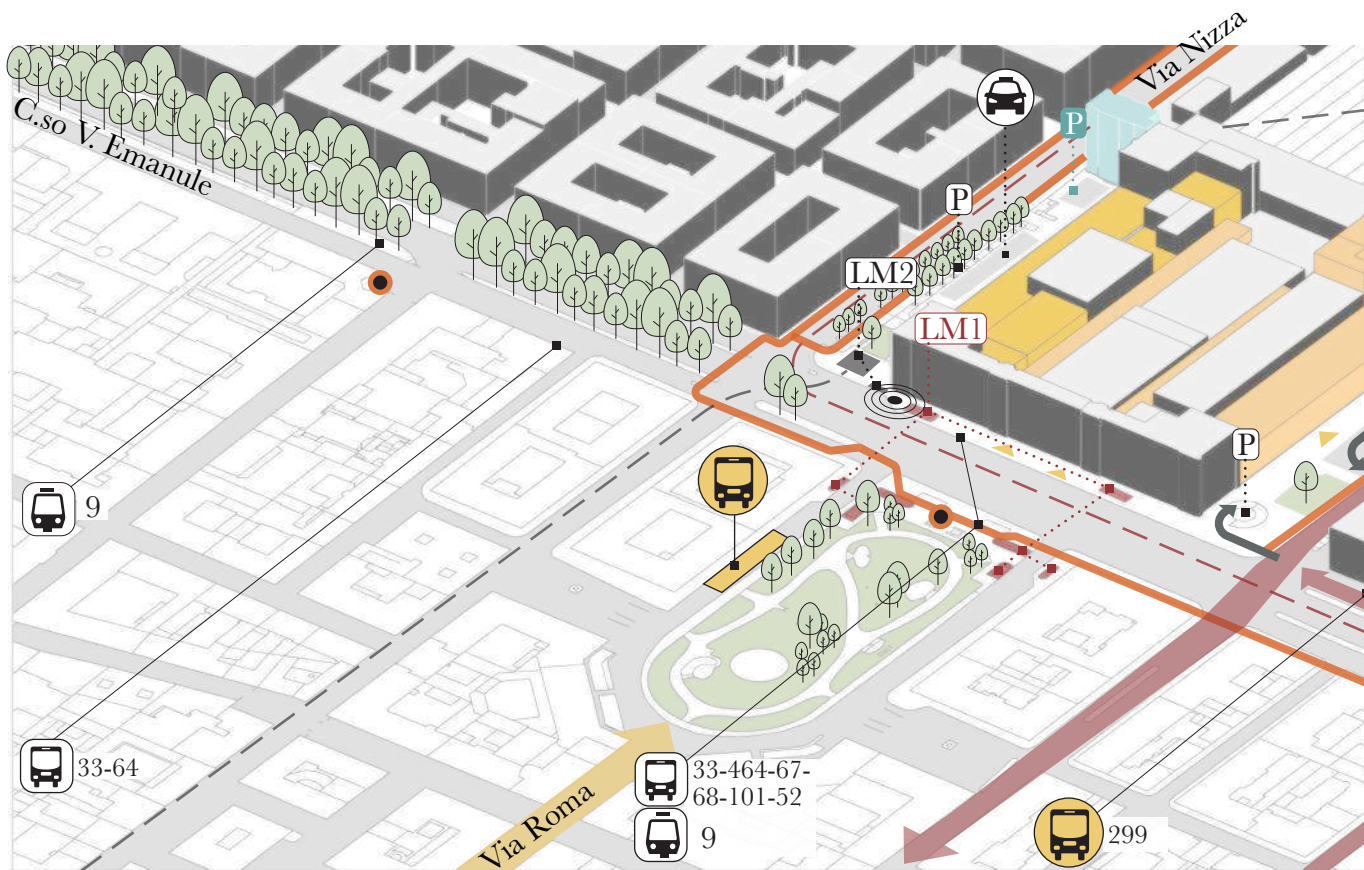 Via Nizza
C.so V. Emanule
P
P
LM2
LM1
P
9
33-64
33-464-67-
68-101-52
9
Via Roma
299